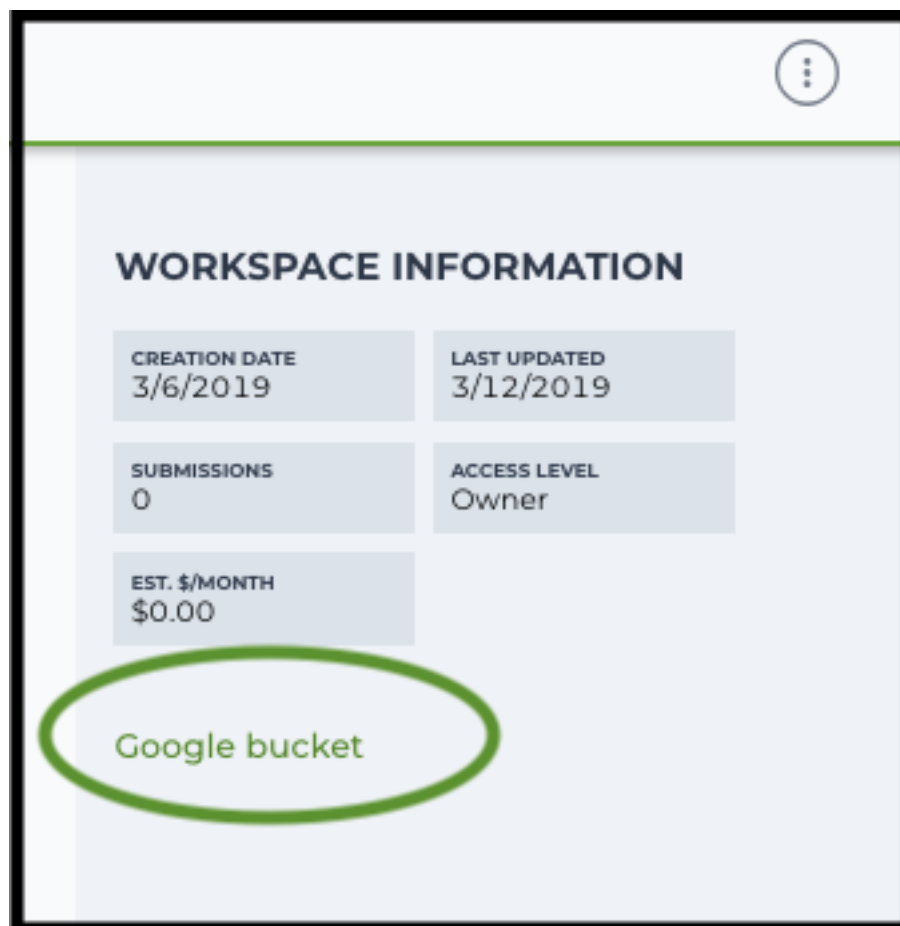 WORKSPACE INFORMATION
CREATION DATE
3/6/2019
LAST UPDATED
3/12/2019
SUBMISSIONS
0
ACCESS LEVEL
Owner
EST. $/MONTH
$0.00
Google bucket